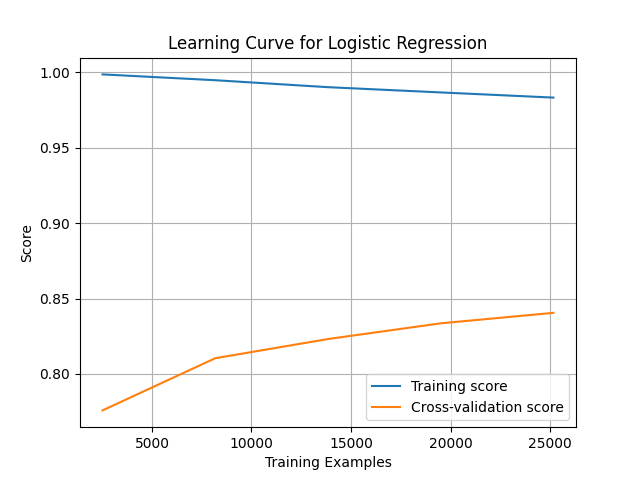 Learning Curve for Logistic Regression
1.00
0.95
0.90
0.85
0.80
Score
5000
10000
15000
20000
25000
Training Examples
Training score
Cross-validation score